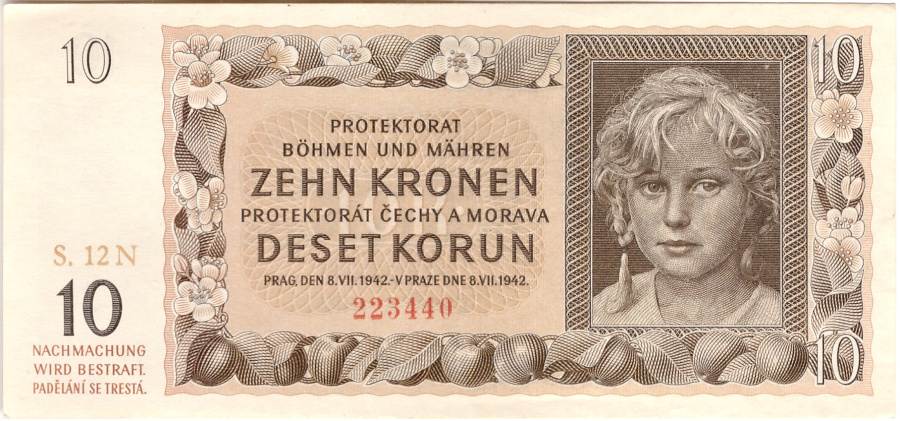 10
10
PROTEKTORAT
BÖHMEN UND MÄHREN
ZEHN KRONEN
PROTEKTORÁT ČECHY A MORAVA
DESET KORUN
PRAG, DEN 8.VII.1942.-V PRAZE DNE 8.VII.1942.
223440
S. 12 N
10
NACHMACHUNG
WIRD BESTRAFT.
PADĚLÁNÍ SE TRESTÁ.
10